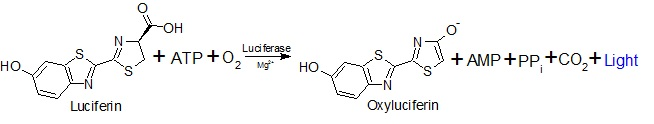 O
OH
N
S
HO
S
N
Luciferin
+ ATP + O2
Luciferase
Mg2+
O-
N
S
HO
S
N
Oxyluciferin
+ AMP + PPi + CO2 + Light